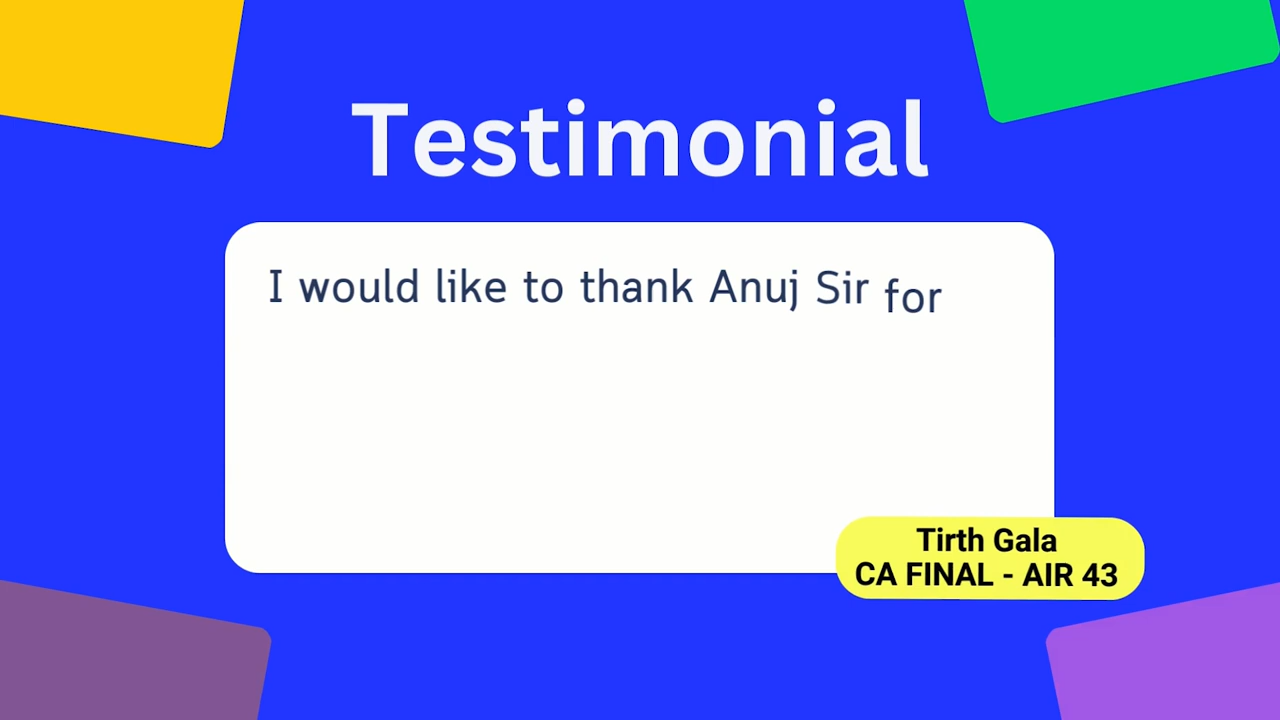 Testimonial
I would like to thank Anuj Sir for
Tirth Gala
CA FINAL - AIR 43